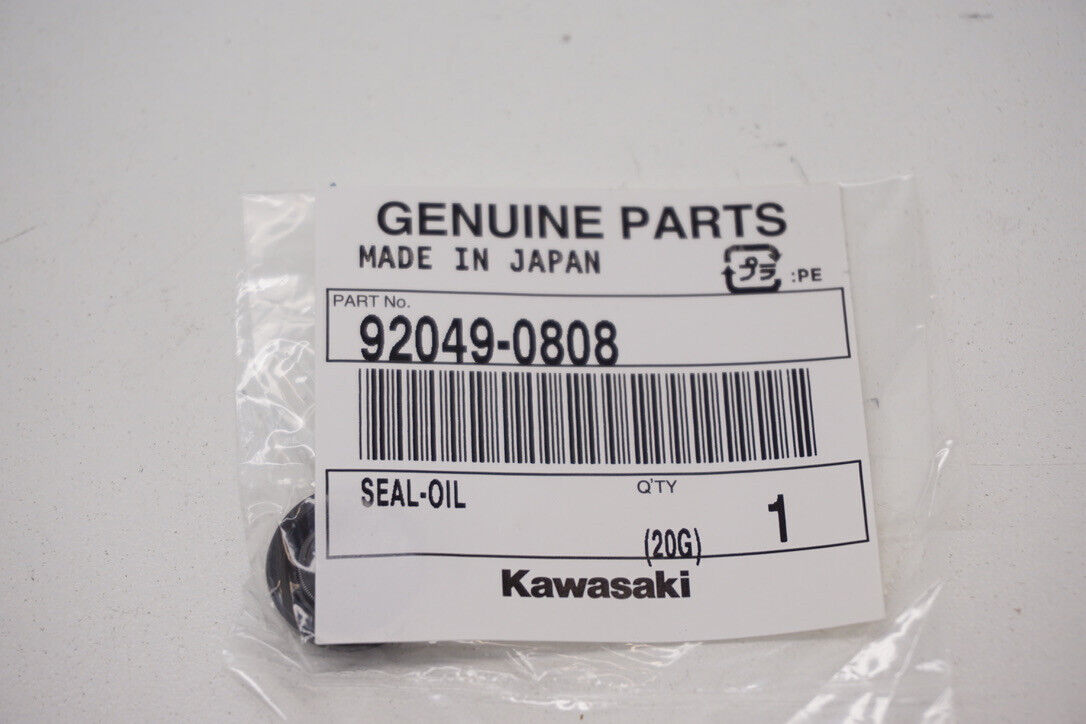 GENUINE PARTS
MADE IN JAPAN
プラ :PE
PART No.
92049-0808
SEAL-OIL
Q'TY
1
(20G)
Kawasaki